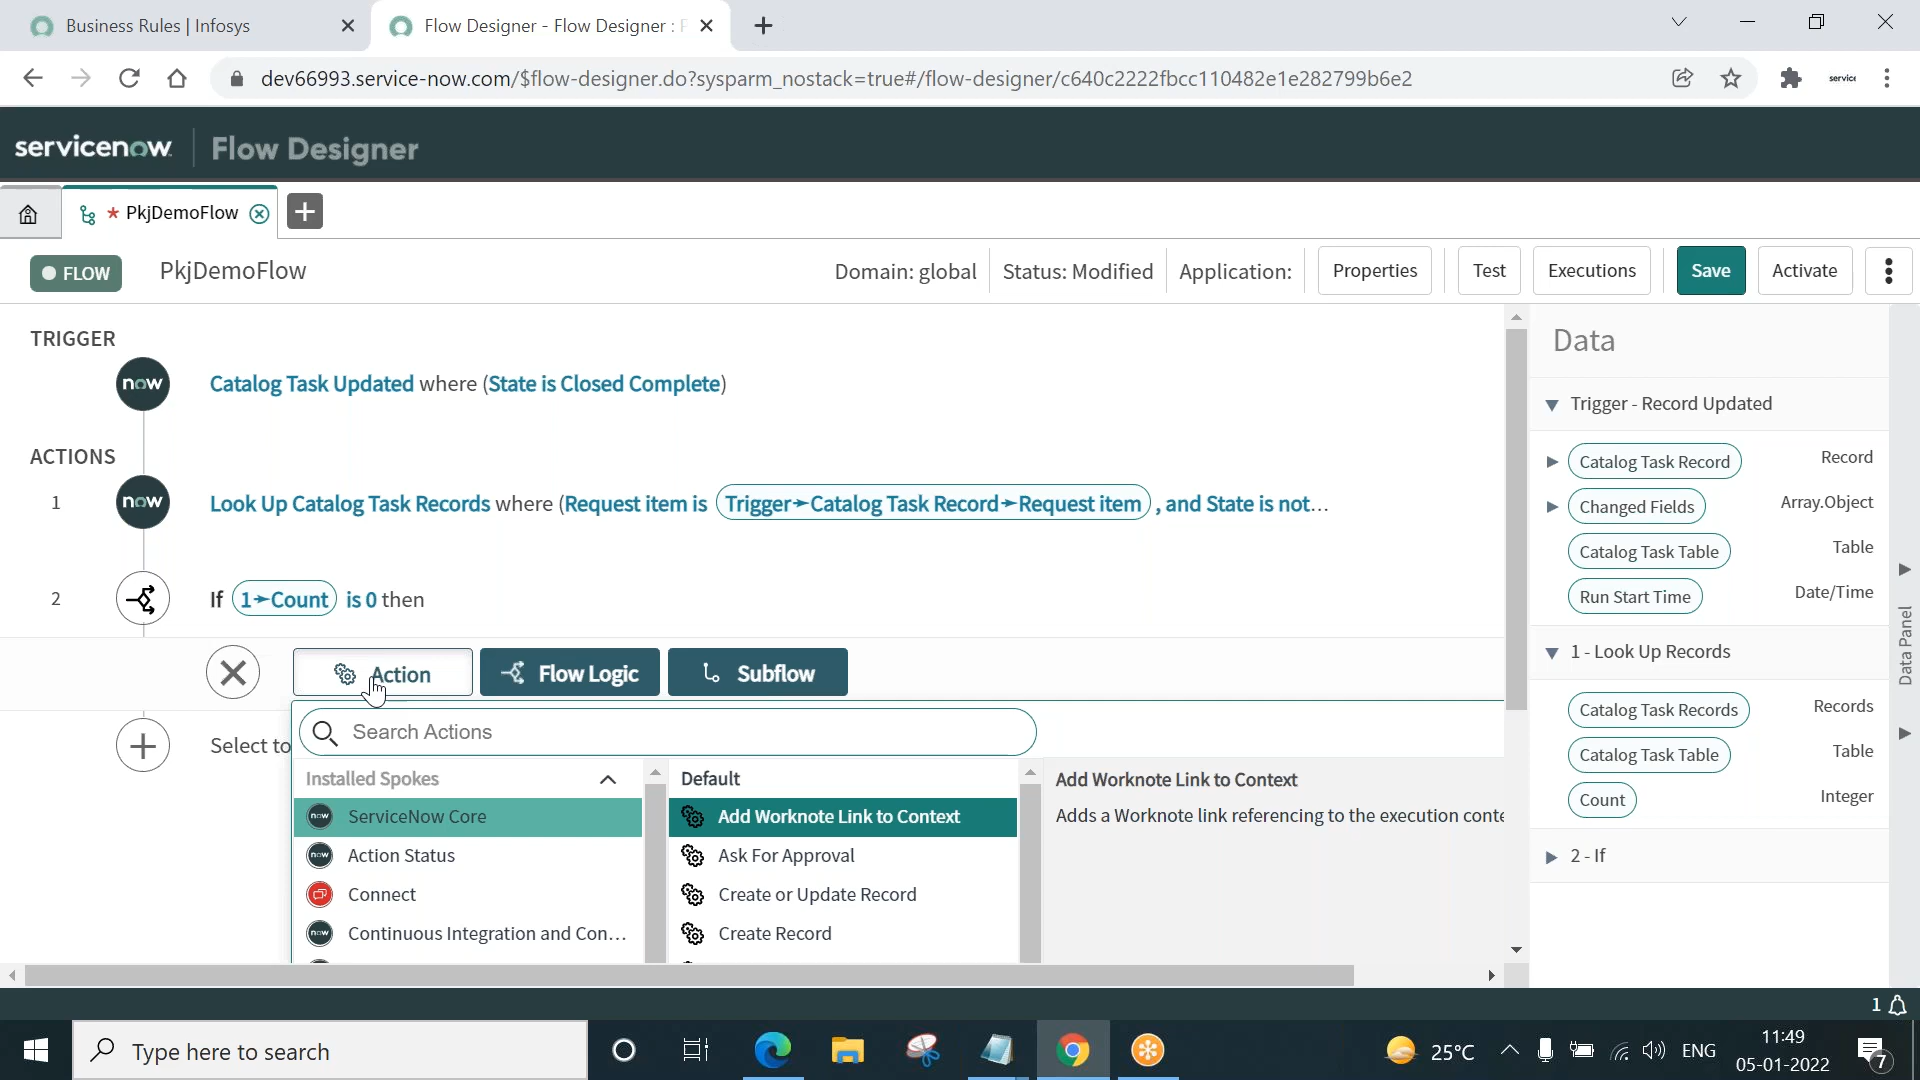 Business Rules | Infosys
Flow Designer - Flow Designer :
dev66993.service-now.com/$flow-designer.do?sysparm_nostack=true#/flow-designer/c640c2222fbcc110482e1e282799b6e2
service
servicenow
Flow Designer
* PkjDemoFlow
FLOW
PkjDemoFlow
Domain: global
Status: Modified
Application:
Properties
Test
Executions
Save
Activate
TRIGGER
now
Catalog Task Updated where (State is Closed Complete)
ACTIONS
1
now
Look Up Catalog Task Records where (Request item is Trigger➛Catalog Task Record➛Request item , and State is not...
2
If 1➛Count is 0 then
Action
Flow Logic
Subflow
Select to
Search Actions
Installed Spokes
now ServiceNow Core
now Action Status
Connect
now Continuous Integration and Con...
Default
Add Worknote Link to Context
Ask For Approval
Create or Update Record
Create Record
Add Worknote Link to Context
Adds a Worknote link referencing to the execution conte
Data
Trigger - Record Updated
Catalog Task Record Record
Changed Fields Array.Object
Catalog Task Table Table
Run Start Time Date/Time
1 - Look Up Records
Catalog Task Records Records
Catalog Task Table Table
Count Integer
2 - If
Data Panel
1
Type here to search
25°C
ENG
11:49
05-01-2022
7